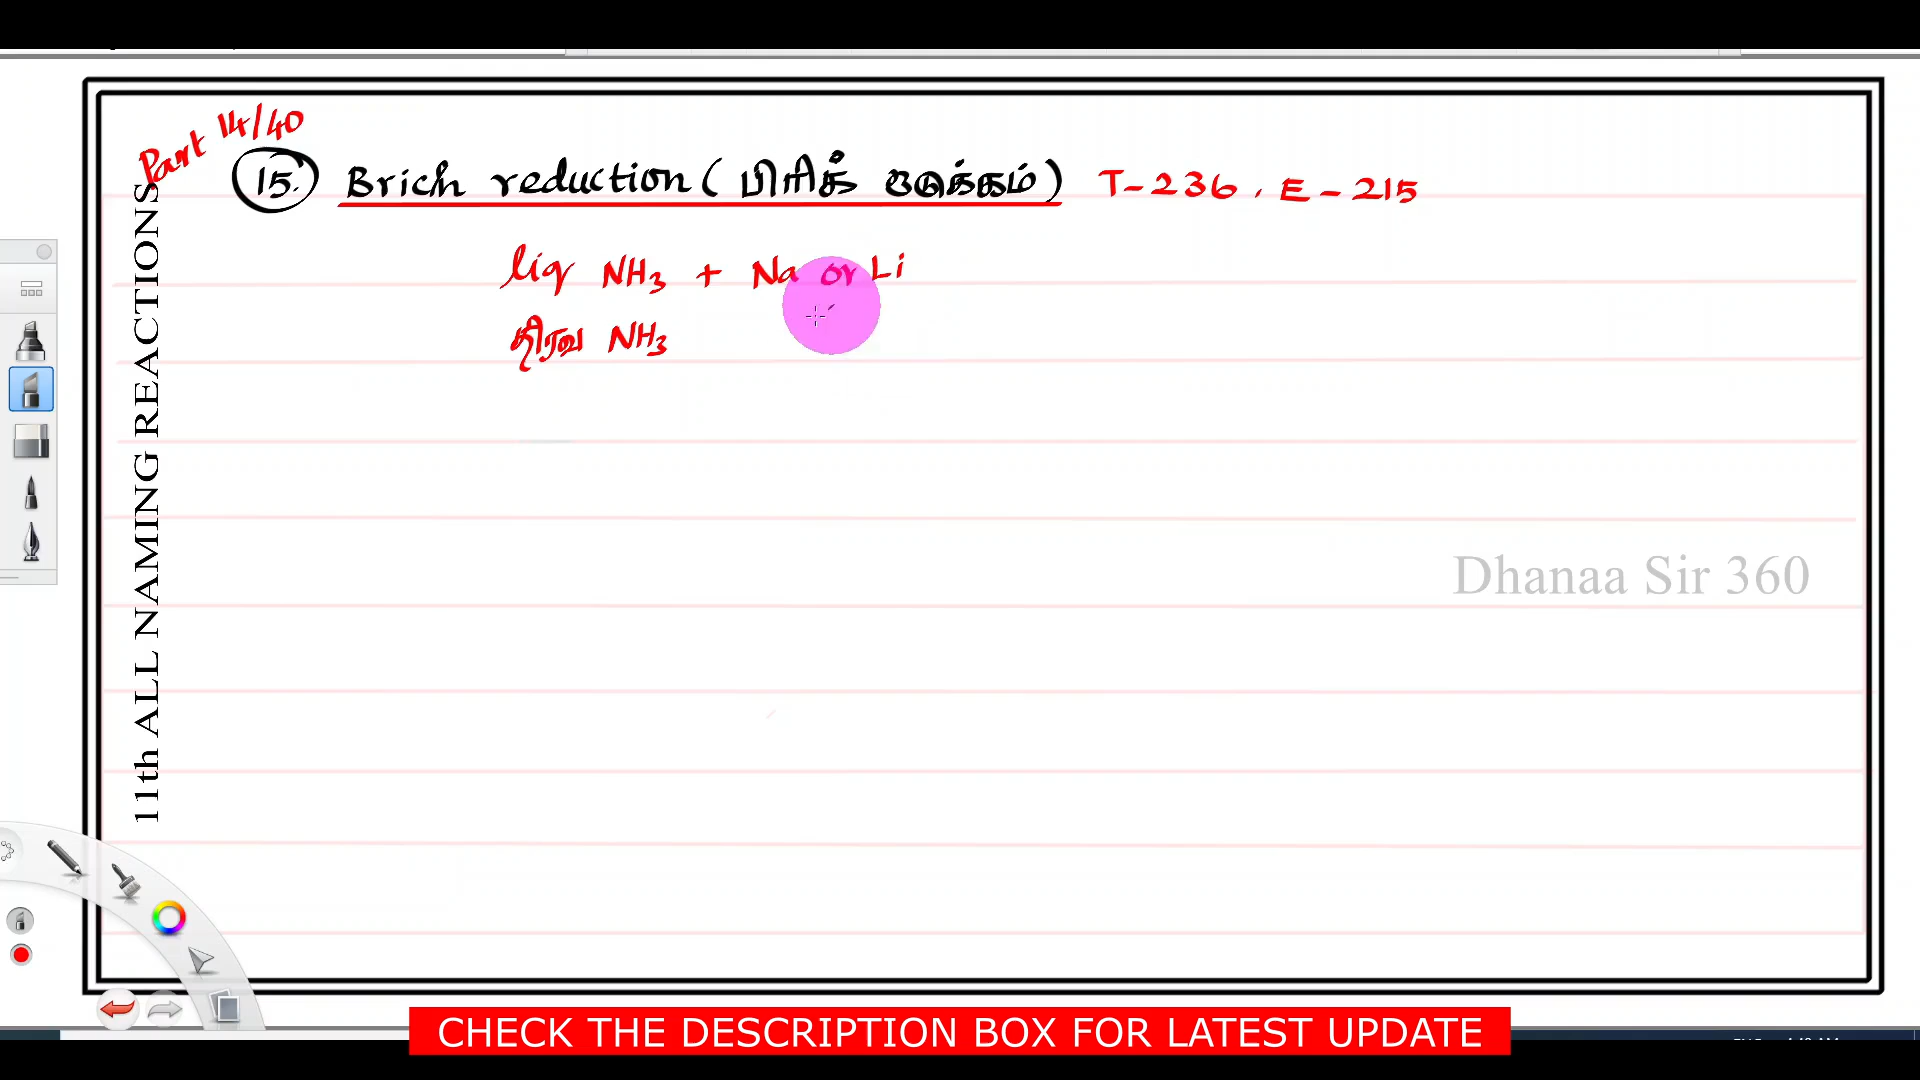 Part 14/40
15. Brich reduction (பிரிக் ஒடுக்கம்) T-236, E-215
liq NH3 + Na or Li
திரவ NH3
11th ALL NAMING REACTIONS
Dhanaa Sir 360
CHECK THE DESCRIPTION BOX FOR LATEST UPDATE